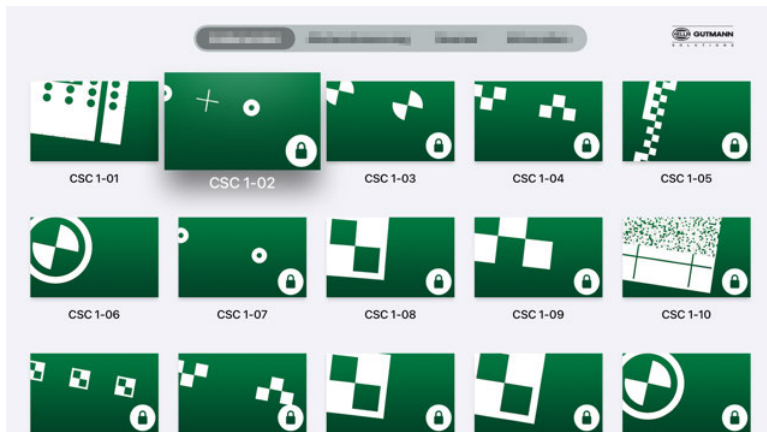 HELLA GUTMANN
SOLUTIONS
CSC 1-01
CSC 1-02
CSC 1-03
CSC 1-04
CSC 1-05
CSC 1-06
CSC 1-07
CSC 1-08
CSC 1-09
CSC 1-10